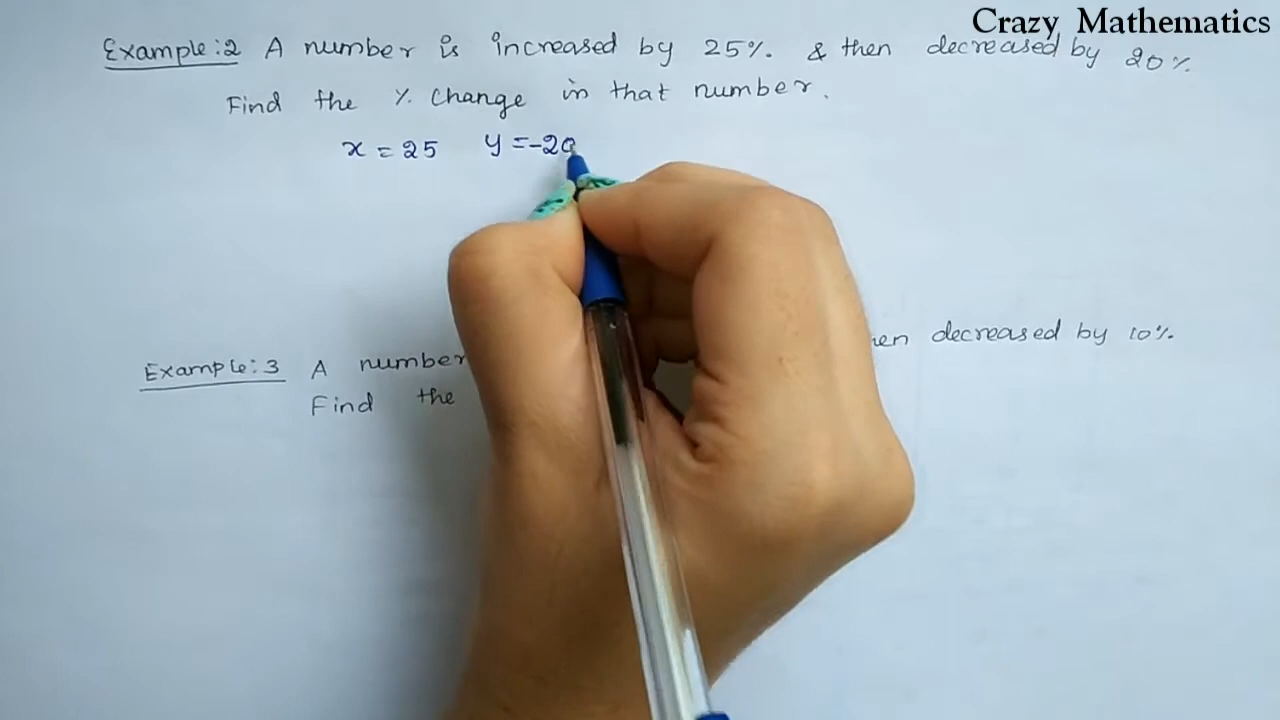 Crazy Mathematics
Example:2 A number is increased by 25%. & then decreased by 20%
Find the % change in that number.
x = 25 y = -20
Example:3 A number en decreased by 10%.
Find the